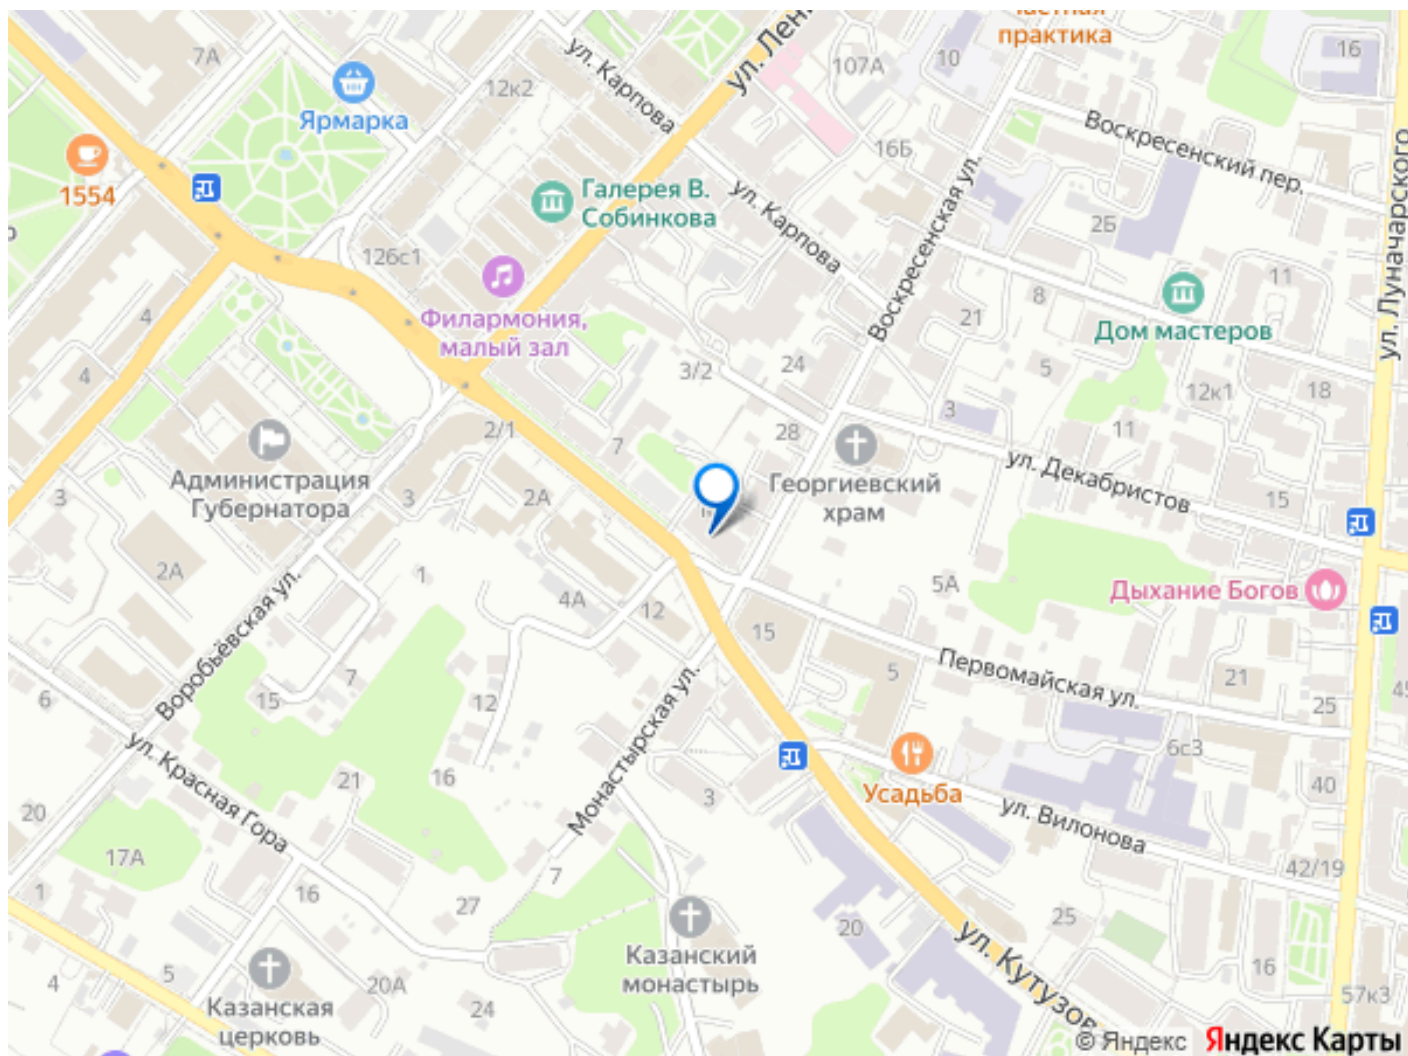 частная
практика
ул. Карпова
ул. Лен
7А
12к2
107А
10
16
Ярмарка
Воскресенский пер.
16Б
1554
Галерея В.
Собинкова
ул. Карпова
Воскресенская ул.
2Б
ул. Луначарского
126с1
11
8
4
Филармония,
малый зал
21
Дом мастеров
24
3/2
5
4
12к1
18
3
2/1
28
11
7
Администрация
Губернатора
Георгиевский
храм
ул. Декабристов
3
3
2А
15
2А
1
5А
Дыхание Богов
4А
12
15
Воробьёвская ул.
5
Первомайская ул.
7
21
6
15
12
25
45
Монастырская ул.
6с3
ул. Красная Гора
21
16
3
Усадьба
40
20
ул. Вилонова
17А
42/19
7
1
16
27
25
20
Казанский
монастырь
ул. Кутузов
16
5
4
20А
57к3
Казанская
церковь
24
© Яндекс Яндекс Карты